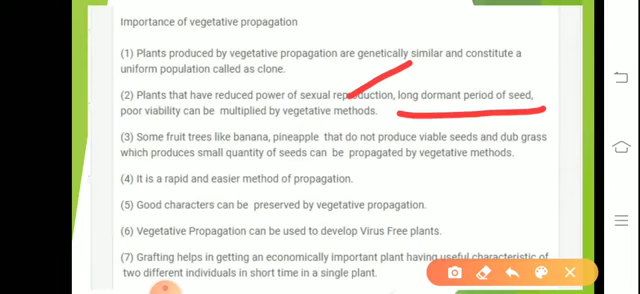 Importance of vegetative propagation
(1) Plants produced by vegetative propagation are genetically similar and constitute a
uniform population called as clone.
(2) Plants that have reduced power of sexual reproduction, long dormant period of seed,
poor viability can be multiplied by vegetative methods.
(3) Some fruit trees like banana, pineapple that do not produce viable seeds and dub grass
which produces small quantity of seeds can be propagated by vegetative methods.
(4) It is a rapid and easier method of propagation.
(5) Good characters can be preserved by vegetative propagation.
(6) Vegetative Propagation can be used to develop Virus Free plants.
(7) Grafting helps in getting an economically important plant having useful characteristic of
two different individuals in short time in a single plant.